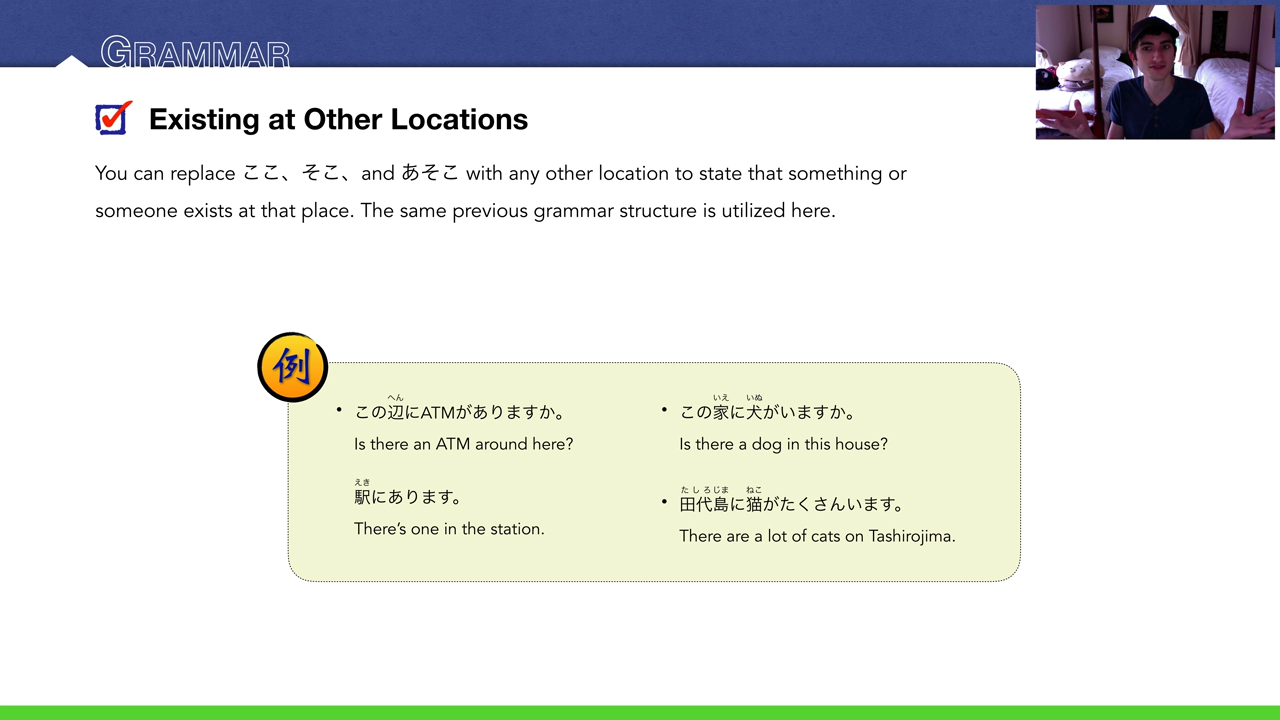 GRAMMAR
Existing at Other Locations
You can replace ここ、そこ、and あそこ with any other location to state that something or
someone exists at that place. The same previous grammar structure is utilized here.
例
へん
• この辺にATMがありますか。
Is there an ATM around here?
えき
駅にあります。
There's one in the station.
いえ いぬ
• この家に犬がいますか。
Is there a dog in this house?
たしろじま ねこ
• 田代島に猫がたくさんいます。
There are a lot of cats on Tashirojima.